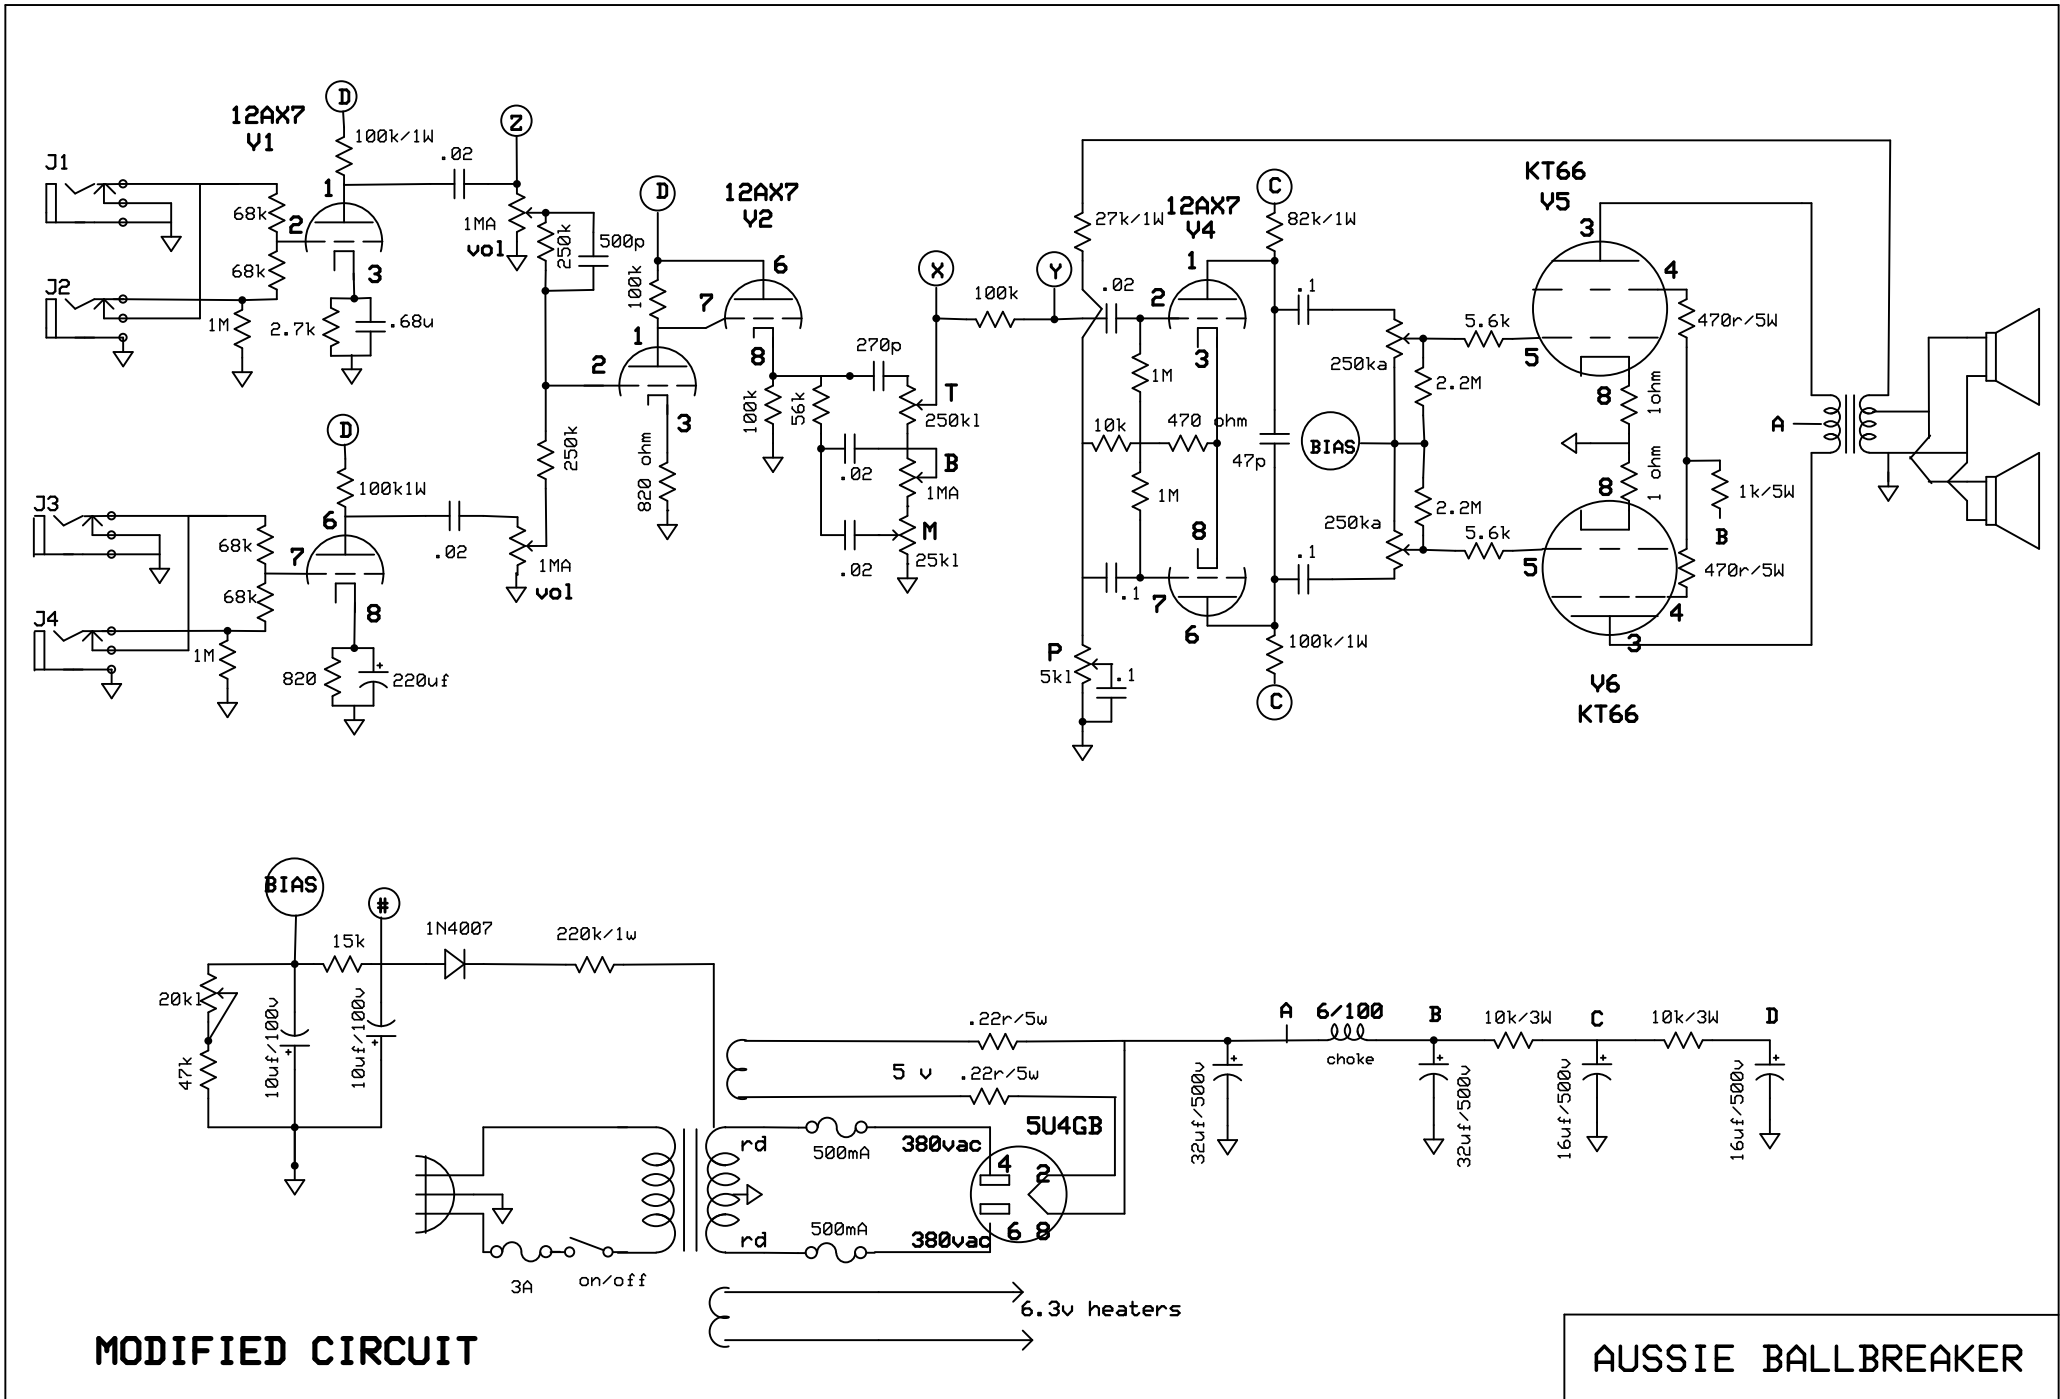 12AX7
V1
D
100k/1W
.02
Z
J1
1
68k
2
1MA
vol
250k
500p
3
68k
J2
1M
2.7k
.68u
D
12AX7
V2
100k
6
7
1
2
8
3
820 ohm
270p
100k
56k
T
250kl
.02
B
1MA
.02
M
25kl
D
100k1W
J3
6
.02
68k
7
1MA
vol
250k
68k
8
J4
1M
820
+
220uf
X
100k
Y
.02
27k/1W
12AX7
V4
C
82k/1W
1
2
3
1M
10k
470 ohm
47p
1M
8
.1
7
6
100k/1W
C
P
5kl
.1
.1
250ka
BIAS
250ka
.1
2.2M
2.2M
5.6k
5.6k
KT66
V5
3
4
5
470r/5W
8
1ohm
1 ohm
8
1k/5W
B
5
470r/5W
4
3
V6
KT66
A
BIAS
#
15k
1N4007
220k/1w
20kl
47k
10uf/100v
+
10uf/100v
+
.22r/5w
5 v
.22r/5w
5U4GB
rd
500mA
380vac
4
2
6
8
rd
500mA
380vac
3A
on/off
6.3v heaters
A
6/100
choke
B
10k/3W
C
10k/3W
D
+
32uf/500v
+
32uf/500v
+
16uf/500v
+
16uf/500v
MODIFIED CIRCUIT
AUSSIE BALLBREAKER